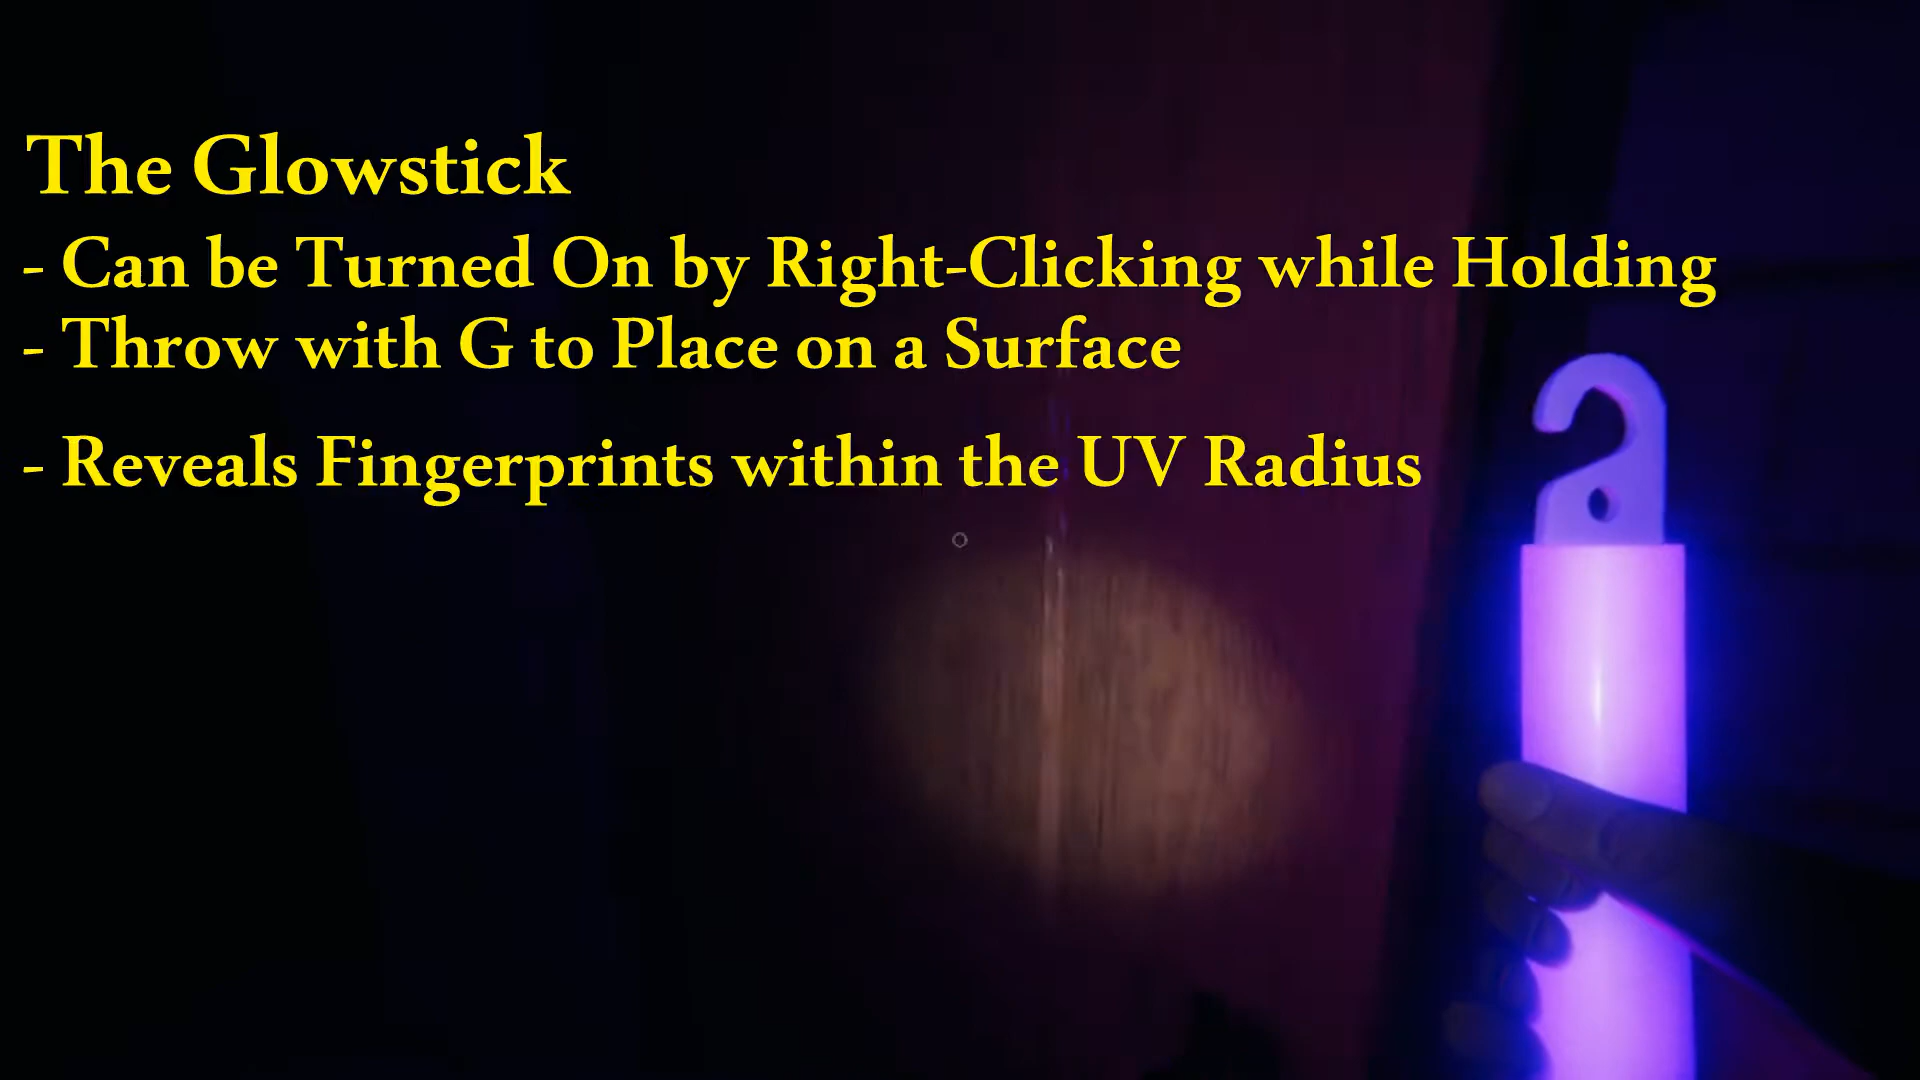 The Glowstick
- Can be Turned On by Right-Clicking while Holding
- Throw with G to Place on a Surface
- Reveals Fingerprints within the UV Radius